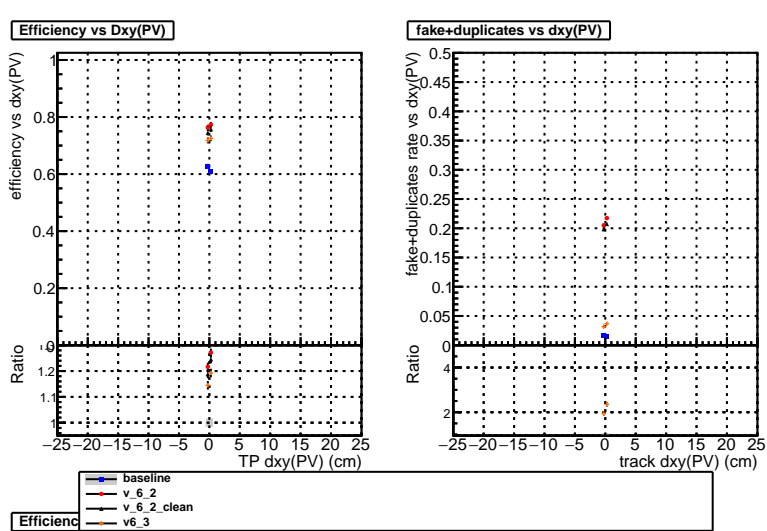 Efficiency vs Dxy(PV)
fake+duplicates vs dxy(PV)
efficiency vs dxy(PV)
1
0.8
0.6
0.4
0.2
0
Ratio
1.2
1.1
1
−25 −20 −15 −10 −5 0 5 10 15 20 25
TP dxy(PV) (cm)
fake+duplicates rate vs dxy(PV)
0.5
0.45
0.4
0.35
0.3
0.25
0.2
0.15
0.1
0.05
0
Ratio
4
2
−25 −20 −15 −10 −5 0 5 10 15 20 25
track dxy(PV) (cm)
baseline
v_6_2
v_6_2_clean
v6_3
Efficienc